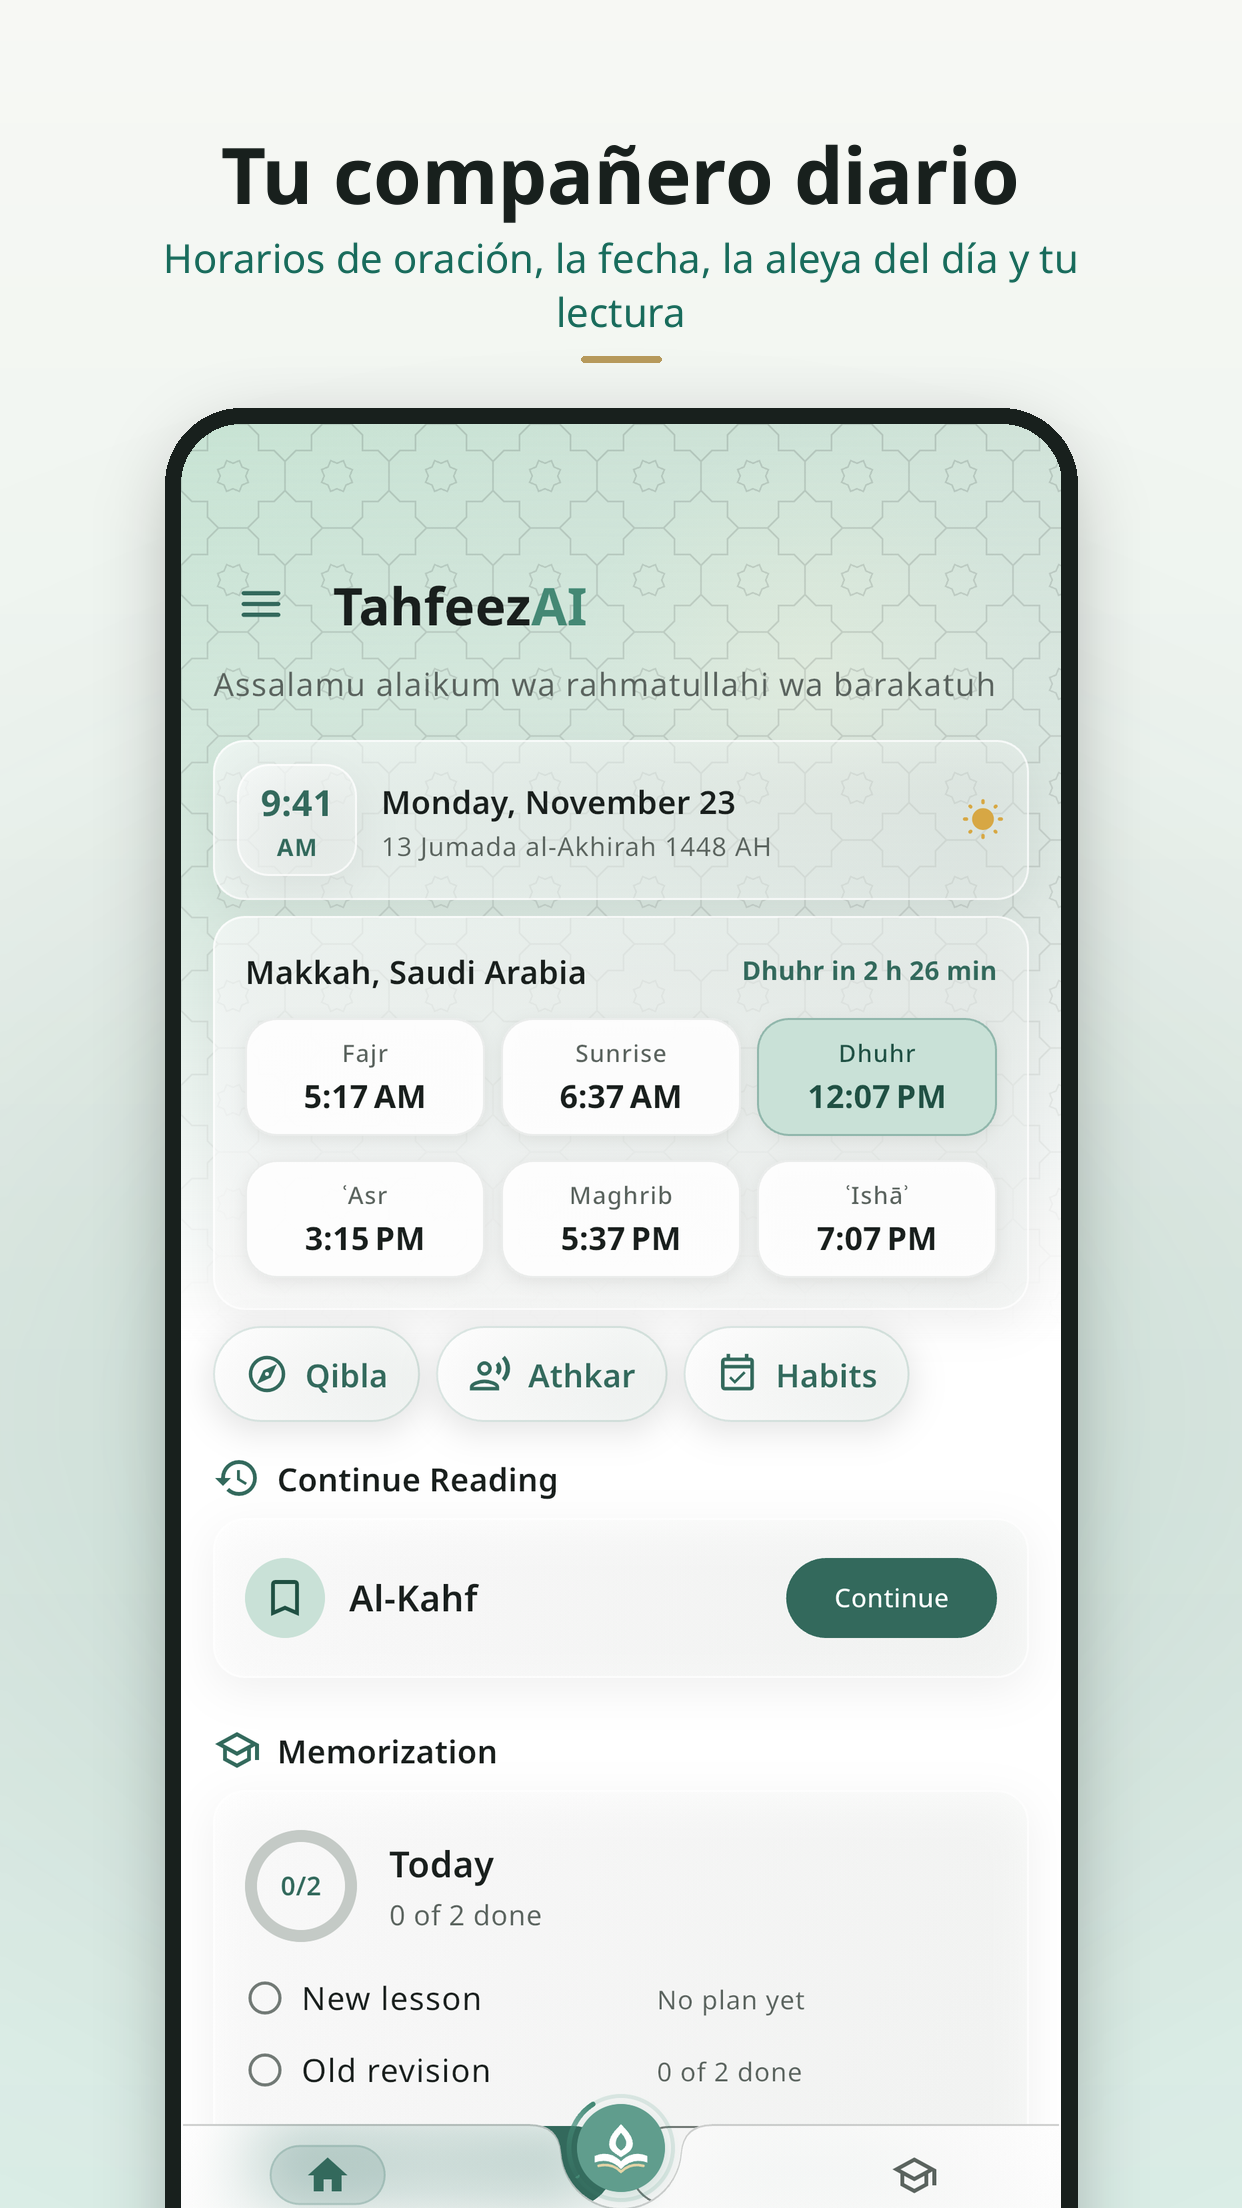 Tu compañero diario
Horarios de oración, la fecha, la aleya del día y tu
lectura
TahfeezAI
Assalamu alaikum wa rahmatullahi wa barakatuh
9:41
AM
Monday, November 23
13 Jumada al-Akhirah 1448 AH
Makkah, Saudi Arabia
Dhuhr in 2 h 26 min
Fajr
5:17 AM
Sunrise
6:37 AM
Dhuhr
12:07 PM
ʿAsr
3:15 PM
Maghrib
5:37 PM
ʿIshāʾ
7:07 PM
Qibla
Athkar
Habits
Continue Reading
Al-Kahf
Continue
Memorization
0/2
Today
0 of 2 done
New lesson
No plan yet
Old revision
0 of 2 done